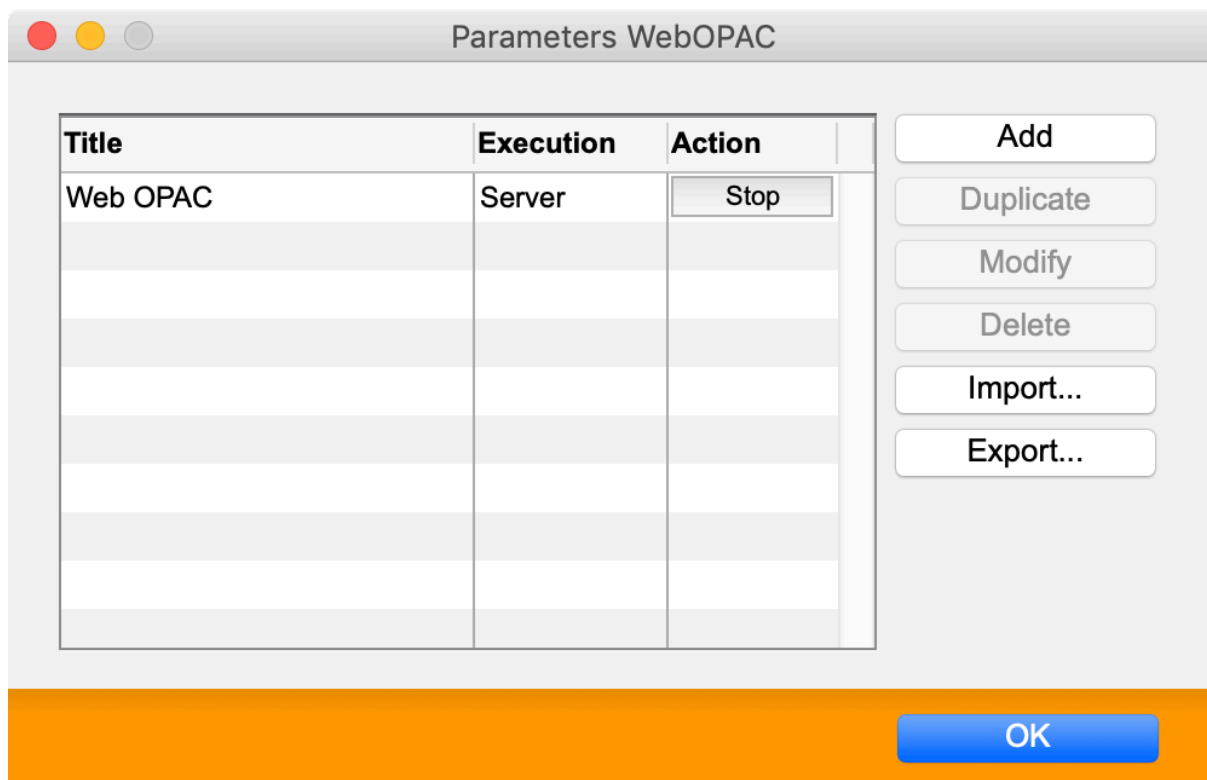 Parameters WebOPAC
Title Execution Action
Web OPAC Server Stop
Add
Duplicate
Modify
Delete
Import...
Export...
OK